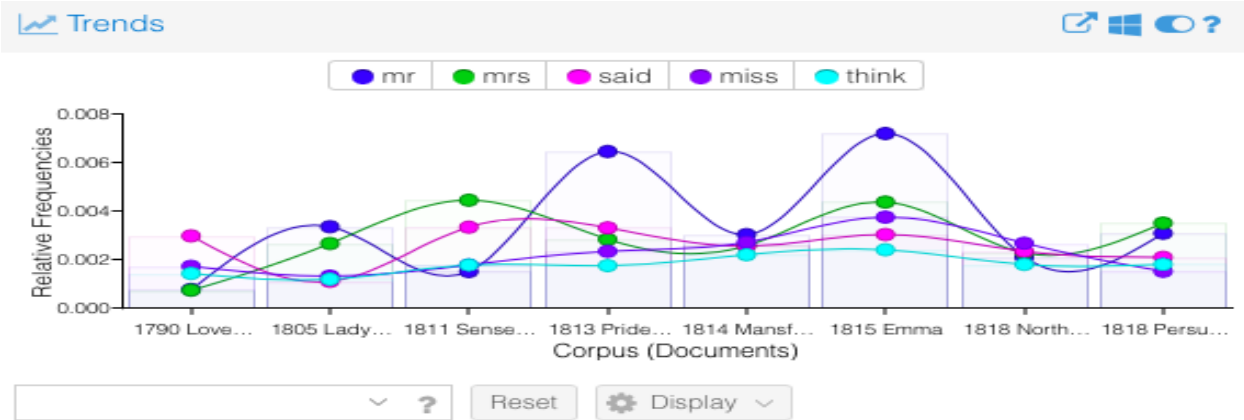 Trends ?
mr mrs said miss think
0.008
0.006
0.004
0.002
0.000
Relative Frequencies
1790 Love... 1805 Lady... 1811 Sense... 1813 Pride... 1814 Mansf... 1815 Emma 1818 North... 1818 Persu...
Corpus (Documents)
? Reset Display